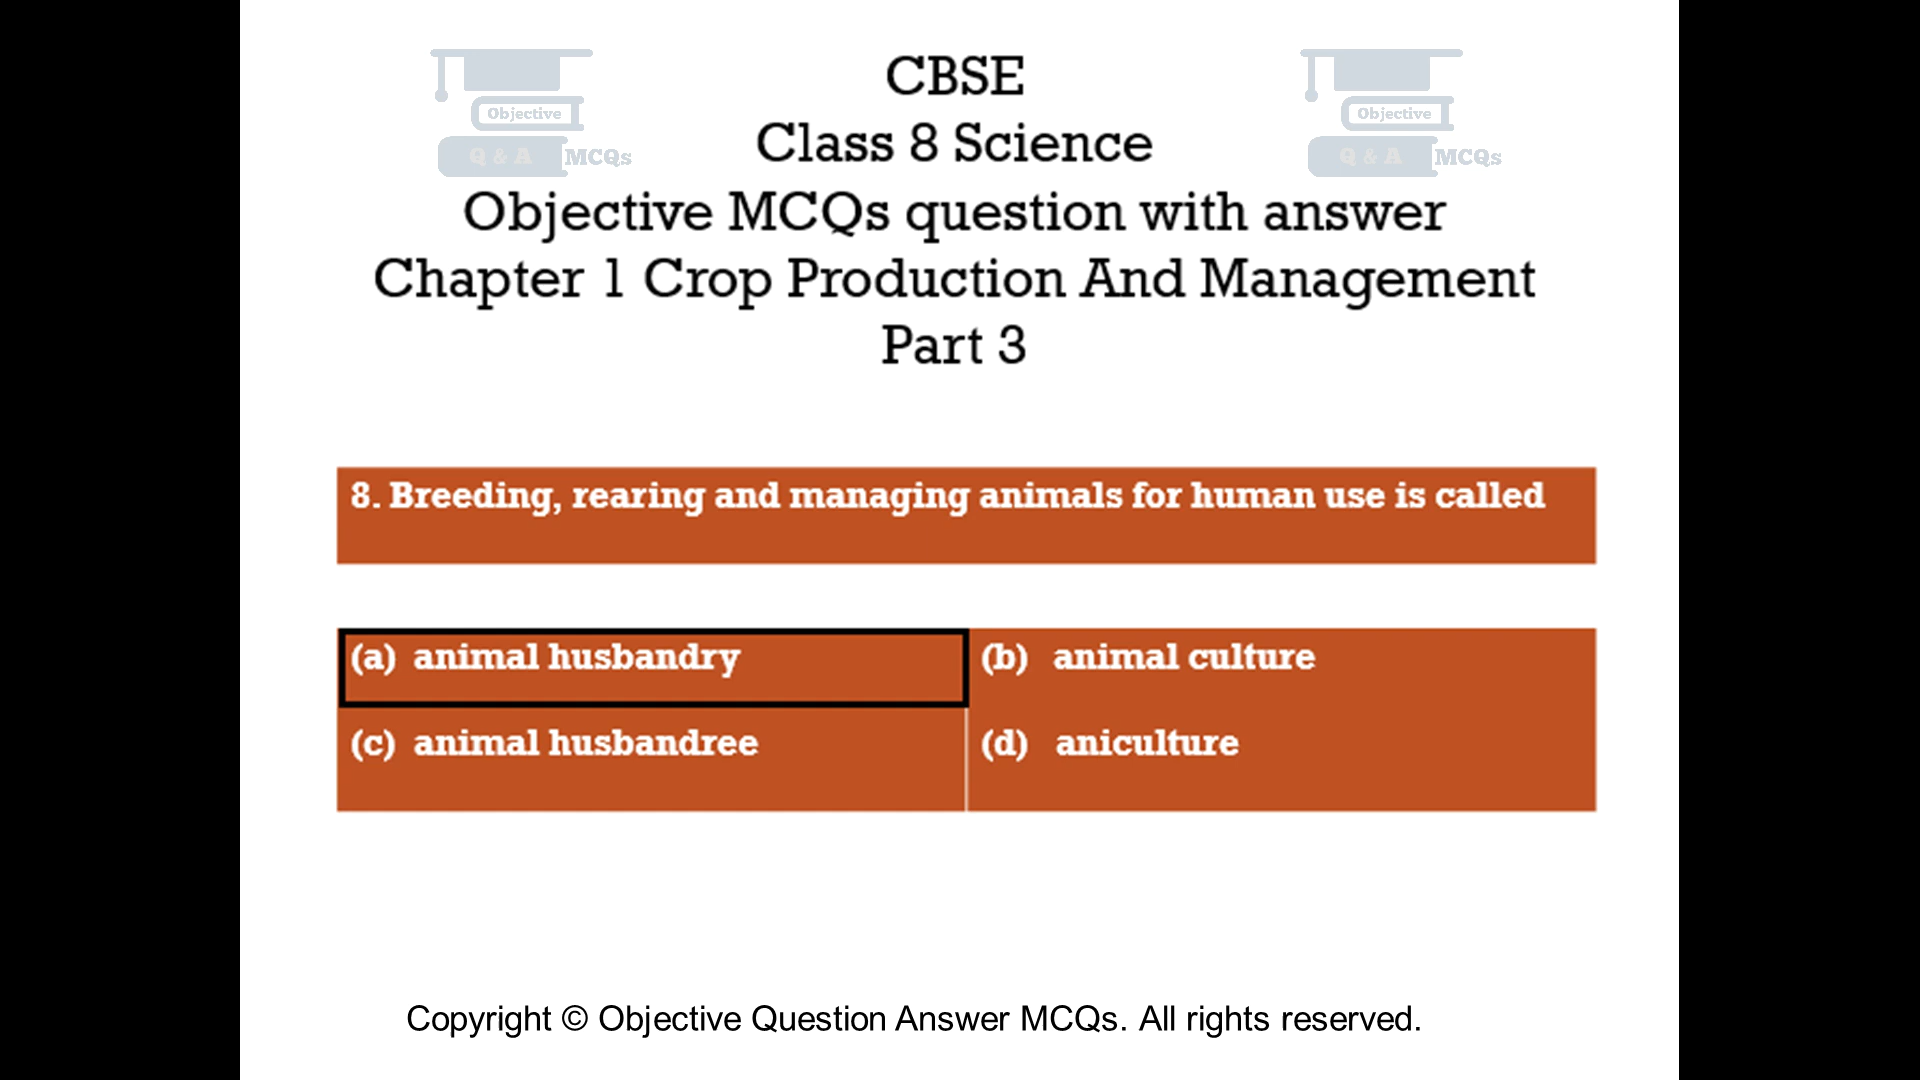 CBSE
Class 8 Science
Objective MCQs question with answer
Chapter 1 Crop Production And Management
Part 3
Objective
Q & A MCQs
Objective
Q & A MCQs
8. Breeding, rearing and managing animals for human use is called
(a) animal husbandry
(b) animal culture
(c) animal husbandree
(d) aniculture
Copyright © Objective Question Answer MCQs. All rights reserved.